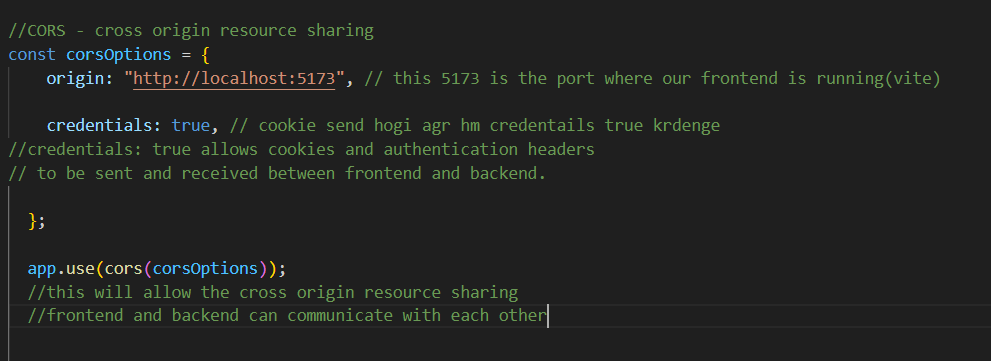 //CORS - cross origin resource sharing
const corsOptions = {
origin: "http://localhost:5173", // this 5173 is the port where our frontend is running(vite)
credentials: true, // cookie send hogi agr hm credentails true krdenge
//credentials: true allows cookies and authentication headers
// to be sent and received between frontend and backend.
};
app.use(cors(corsOptions));
//this will allow the cross origin resource sharing
//frontend and backend can communicate with each other